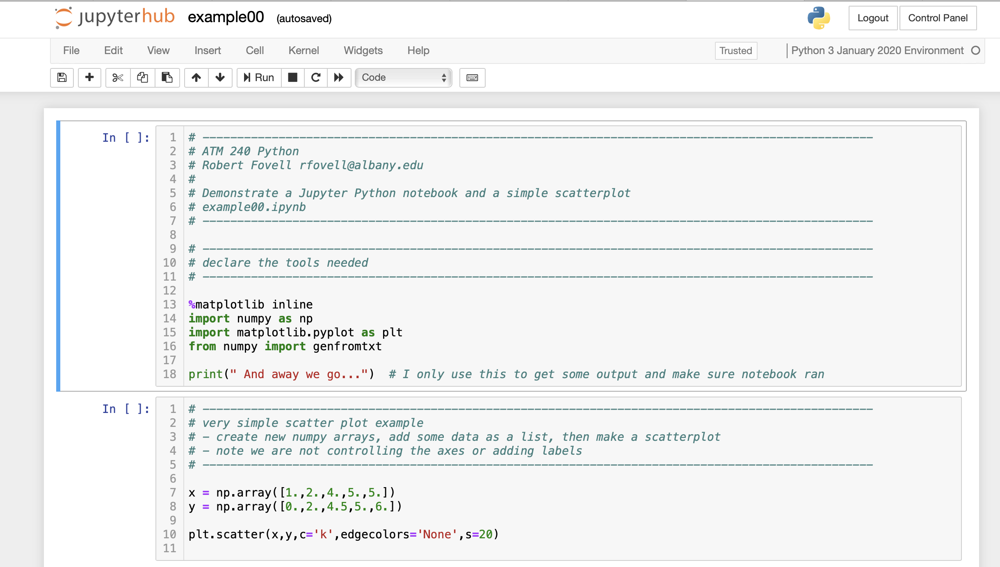 jupyterhub example00 (autosaved) Logout Control Panel
File Edit View Insert Cell Kernel Widgets Help Trusted Python 3 January 2020 Environment
Run Code
In [ ]:
1 # -------------------------------------------------------------------------------------------------
2 # ATM 240 Python
3 # Robert Fovell rfovell@albany.edu
4 #
5 # Demonstrate a Jupyter Python notebook and a simple scatterplot
6 # example00.ipynb
7 # -------------------------------------------------------------------------------------------------
8
9 # -------------------------------------------------------------------------------------------------
10 # declare the tools needed
11 # -------------------------------------------------------------------------------------------------
12
13 %matplotlib inline
14 import numpy as np
15 import matplotlib.pyplot as plt
16 from numpy import genfromtxt
17
18 print(" And away we go...")  # I only use this to get some output and make sure notebook ran
In [ ]:
1 # -------------------------------------------------------------------------------------------------
2 # very simple scatter plot example
3 # - create new numpy arrays, add some data as a list, then make a scatterplot
4 # - note we are not controlling the axes or adding labels
5 # -------------------------------------------------------------------------------------------------
6
7 x = np.array([1.,2.,4.,5.,5.])
8 y = np.array([0.,2.,4.5,5.,6.])
9
10 plt.scatter(x,y,c='k',edgecolors='None',s=20)
11